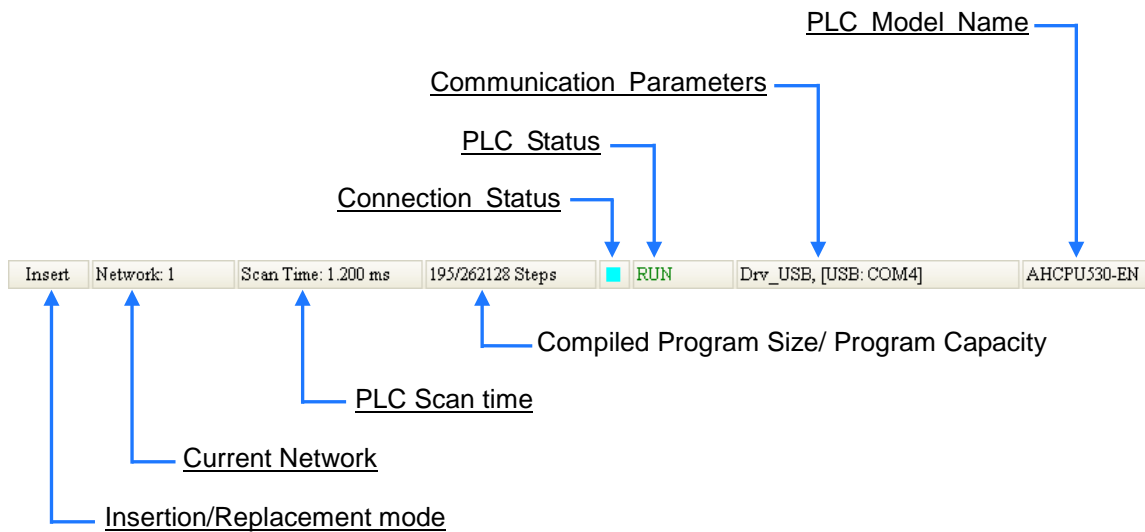 PLC Model Name
Communication Parameters
PLC Status
Connection Status
Insert Network: 1 Scan Time: 1.200 ms 195/262128 Steps RUN Drv_USB, [USB: COM4] AHCPU530-EN
Compiled Program Size/ Program Capacity
PLC Scan time
Current Network
Insertion/Replacement mode